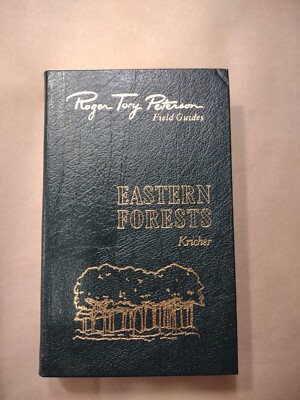 Roger Tory Peterson
Field Guides
EASTERN
FORESTS
Kricher